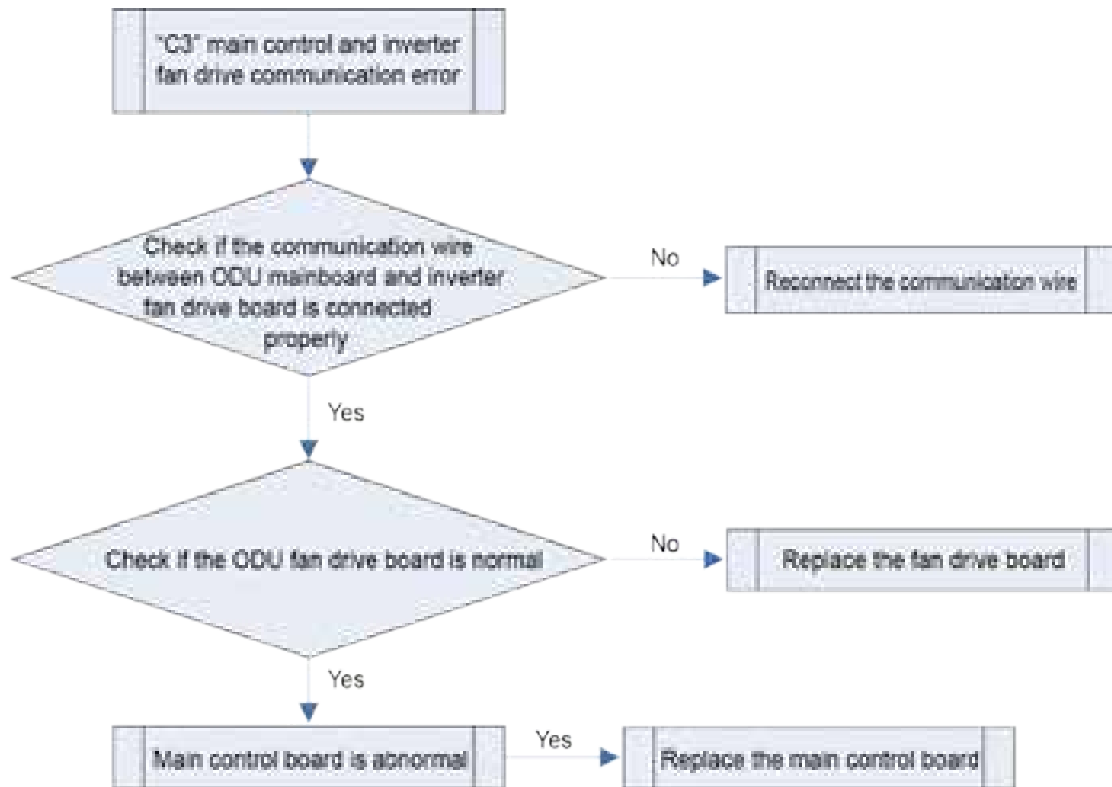 "C3" main control and inverter
fan drive communication error
Check if the communication wire
between ODU mainboard and inverter
fan drive board is connected
properly
No
Reconnect the communication wire
Yes
Check if the ODU fan drive board is normal
No
Replace the fan drive board
Yes
Main control board is abnormal
Yes
Replace the main control board